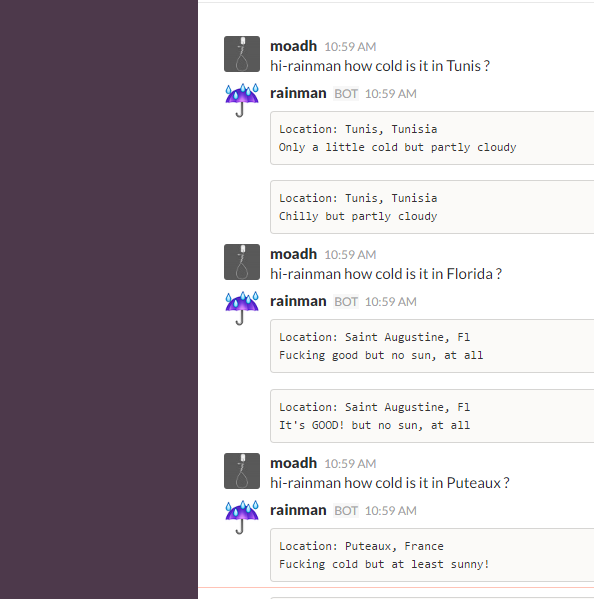 moadh 10:59 AM
hi-rainman how cold is it in Tunis ?
rainman BOT 10:59 AM
Location: Tunis, Tunisia
Only a little cold but partly cloudy
Location: Tunis, Tunisia
Chilly but partly cloudy
moadh 10:59 AM
hi-rainman how cold is it in Florida ?
rainman BOT 10:59 AM
Location: Saint Augustine, Fl
Fucking good but no sun, at all
Location: Saint Augustine, Fl
It's GOOD! but no sun, at all
moadh 10:59 AM
hi-rainman how cold is it in Puteaux ?
rainman BOT 10:59 AM
Location: Puteaux, France
Fucking cold but at least sunny!